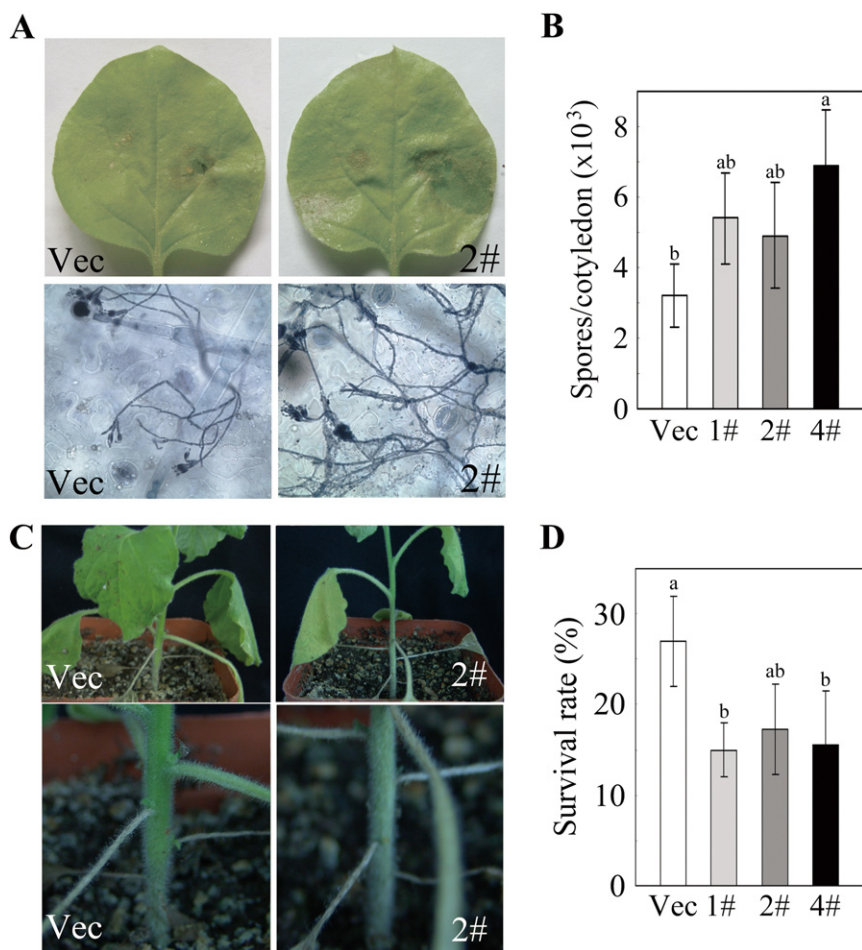 A
Vec
2#
Vec
2#
B
Spores/cotyledon (x10³)
8
6
4
2
0
b
ab
ab
a
Vec 1# 2# 4#
C
Vec
2#
Vec
2#
D
Survival rate (%)
30
20
10
0
a
b
ab
b
Vec 1# 2# 4#